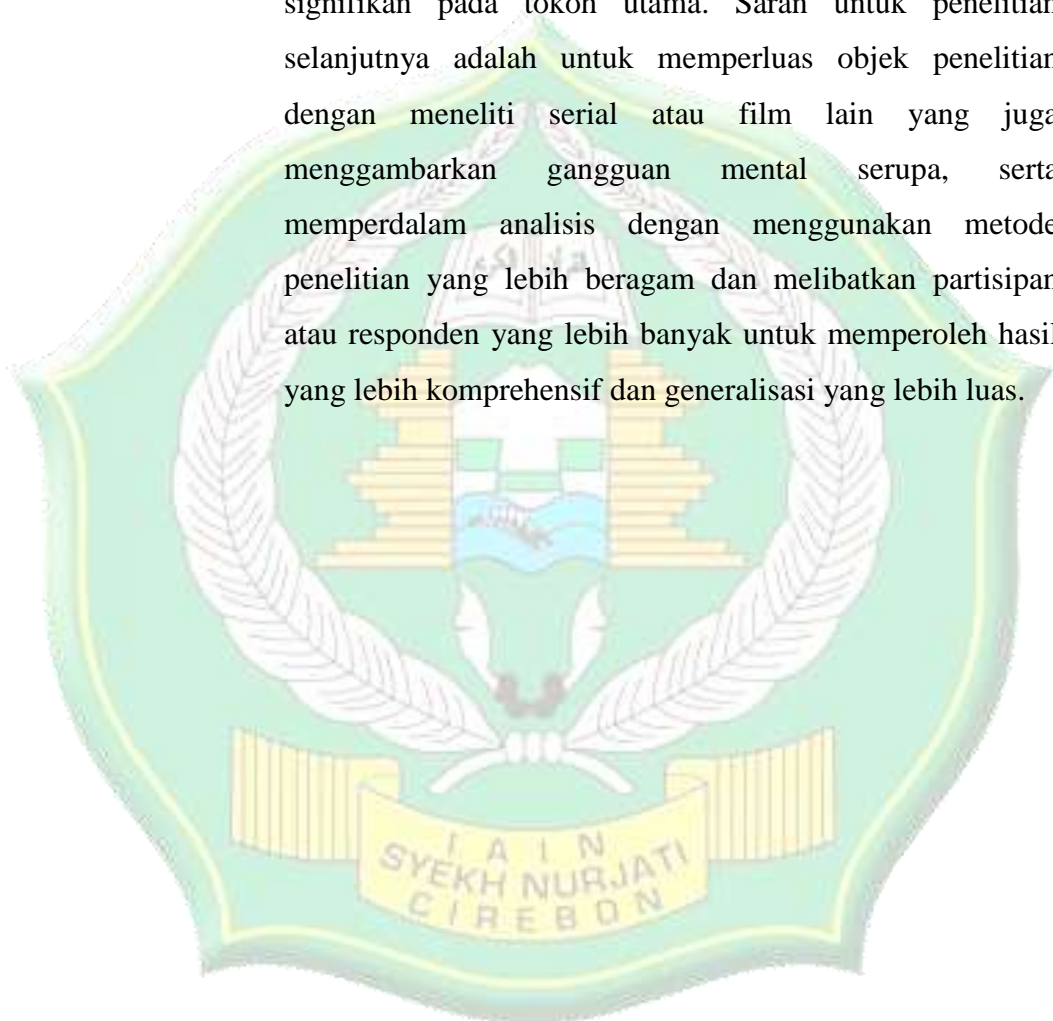 signifikan pada tokoh utama. Saran untuk penelitian
selanjutnya adalah untuk memperluas objek penelitian
dengan meneliti serial atau film lain yang juga
menggambarkan gangguan mental serupa, serta
memperdalam analisis dengan menggunakan metode
penelitian yang lebih beragam dan melibatkan partisipan
atau responden yang lebih banyak untuk memperoleh hasil
yang lebih komprehensif dan generalisasi yang lebih luas.
IAIN
SYEKH NURJATI
CIREBON